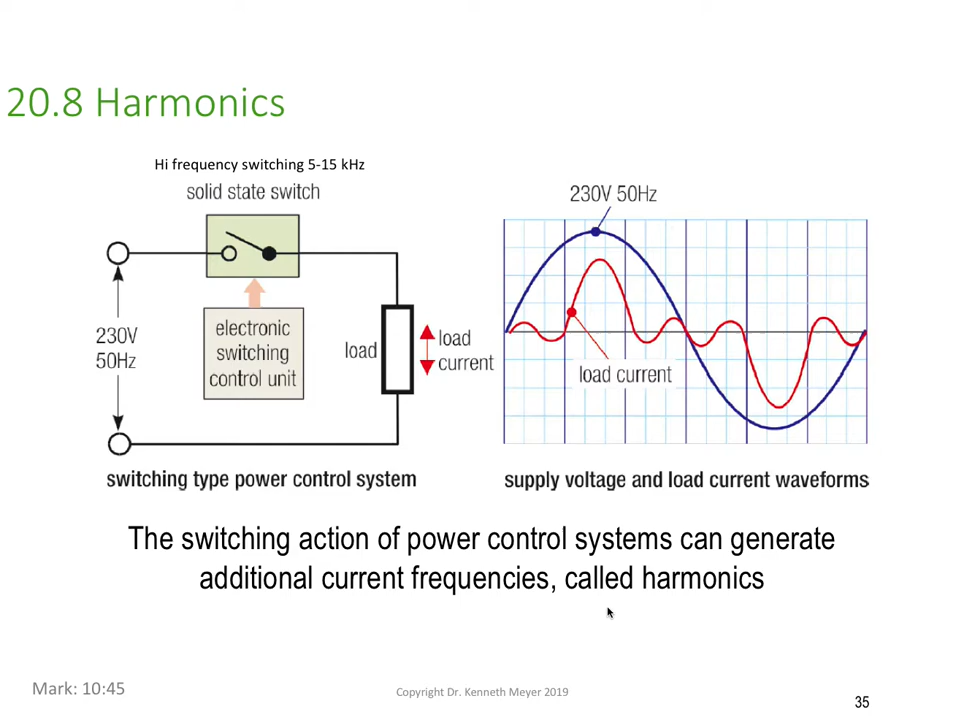 20.8 Harmonics
Hi frequency switching 5-15 kHz
solid state switch
230V
50Hz
electronic
switching
control unit
load
load
current
switching type power control system
230V 50Hz
load current
supply voltage and load current waveforms
The switching action of power control systems can generate
additional current frequencies, called harmonics
Mark: 10:45
Copyright Dr. Kenneth Meyer 2019
35